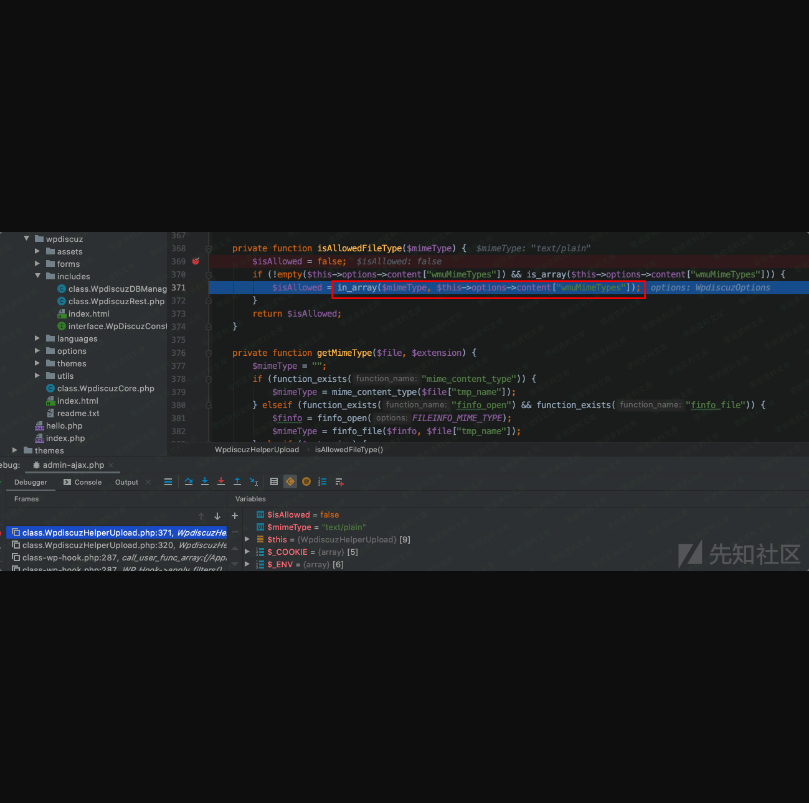 wpdiscuz
assets
forms
includes
class.WpdiscuzDBManag
class.WpdiscuzRest.php
index.html
interface.WpDiscuzConst
languages
options
themes
utils
class.WpdiscuzCore.php
index.html
readme.txt
hello.php
index.php
themes
367
368 private function isAllowedFileType($mimeType) { $mimeType: "text/plain"
369 $isAllowed = false; $isAllowed: false
370 if (!empty($this->options->content["wmuMimeTypes"]) && is_array($this->options->content["wmuMimeTypes"])) {
371 $isAllowed = in_array($mimeType, $this->options->content["wmuMimeTypes"]); options: WpdiscuzOptions
372 }
373 return $isAllowed;
374 }
375
376 private function getMimeType($file, $extension) {
377 $mimeType = "";
378 if (function_exists( function_name: "mime_content_type")) {
379 $mimeType = mime_content_type($file["tmp_name"]);
380 } elseif (function_exists( function_name: "finfo_open") && function_exists( function_name: "finfo_file")) {
381 $finfo = finfo_open( options: FILEINFO_MIME_TYPE);
382 $mimeType = finfo_file($finfo, $file["tmp_name"]);
WpdiscuzHelperUpload › isAllowedFileType()
ebug: admin-ajax.php ×
Debugger Console Output
Frames Variables
class.WpdiscuzHelperUpload.php:371, WpdiscuzHe
class.WpdiscuzHelperUpload.php:320, WpdiscuzHe
class-wp-hook.php:287, call_user_func_array:{/App
class-wp-hook.php:287, WP_Hook->apply_filters()
$isAllowed = false
$mimeType = "text/plain"
$this = {WpdiscuzHelperUpload} [9]
$_COOKIE = {array} [5]
$_ENV = {array} [6]
先知社区